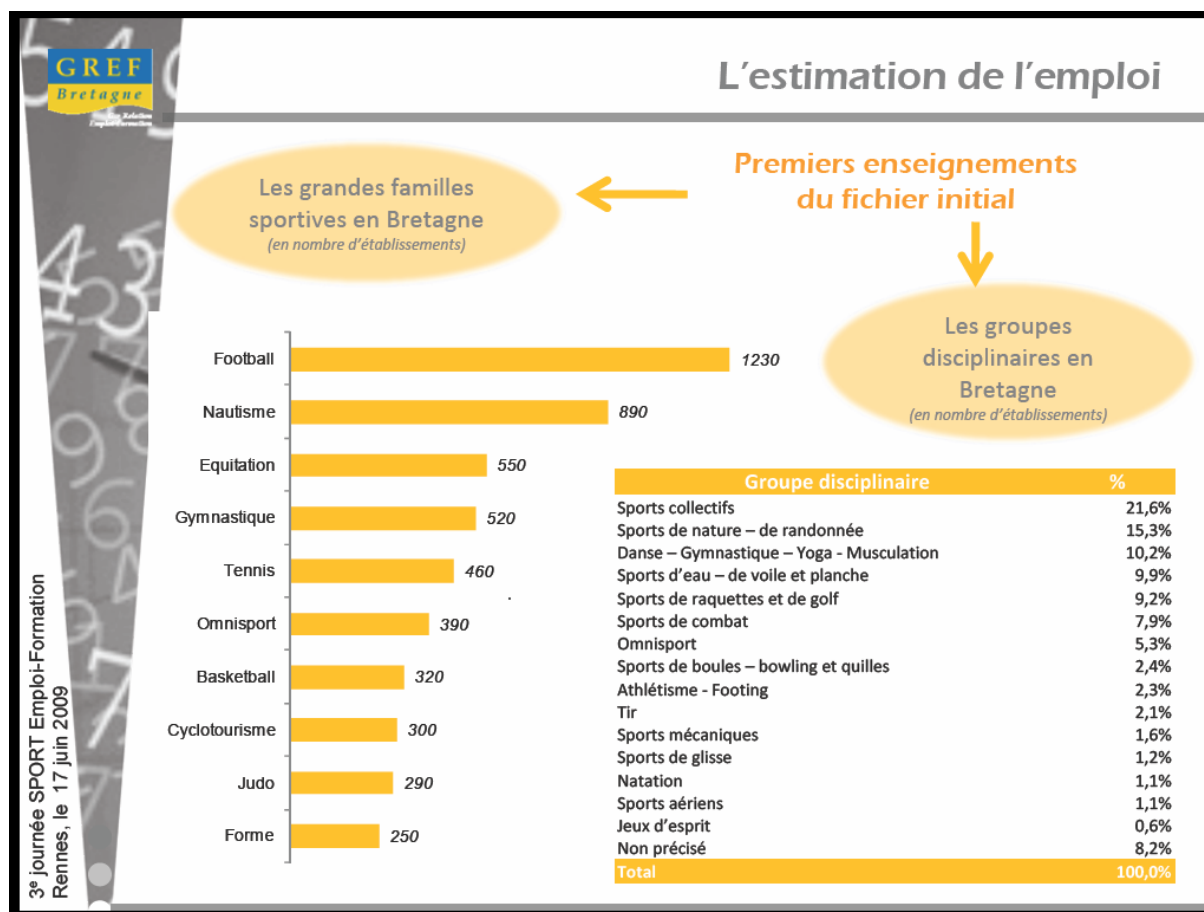 GREF
Bretagne
Une Relation
Emploi-Formation
L'estimation de l'emploi
Premiers enseignements
du fichier initial
Les grandes familles
sportives en Bretagne
(en nombre d'établissements)
Les groupes
disciplinaires en
Bretagne
(en nombre d'établissements)
Football 1230
Nautisme 890
Equitation 550
Gymnastique 520
Tennis 460
Omnisport 390
Basketball 320
Cyclotourisme 300
Judo 290
Forme 250
Groupe disciplinaire %
Sports collectifs 21,6%
Sports de nature – de randonnée 15,3%
Danse – Gymnastique – Yoga - Musculation 10,2%
Sports d'eau – de voile et planche 9,9%
Sports de raquettes et de golf 9,2%
Sports de combat 7,9%
Omnisport 5,3%
Sports de boules – bowling et quilles 2,4%
Athlétisme - Footing 2,3%
Tir 2,1%
Sports mécaniques 1,6%
Sports de glisse 1,2%
Natation 1,1%
Sports aériens 1,1%
Jeux d'esprit 0,6%
Non précisé 8,2%
Total 100,0%
3e journée SPORT Emploi-Formation
Rennes, le 17 juin 2009